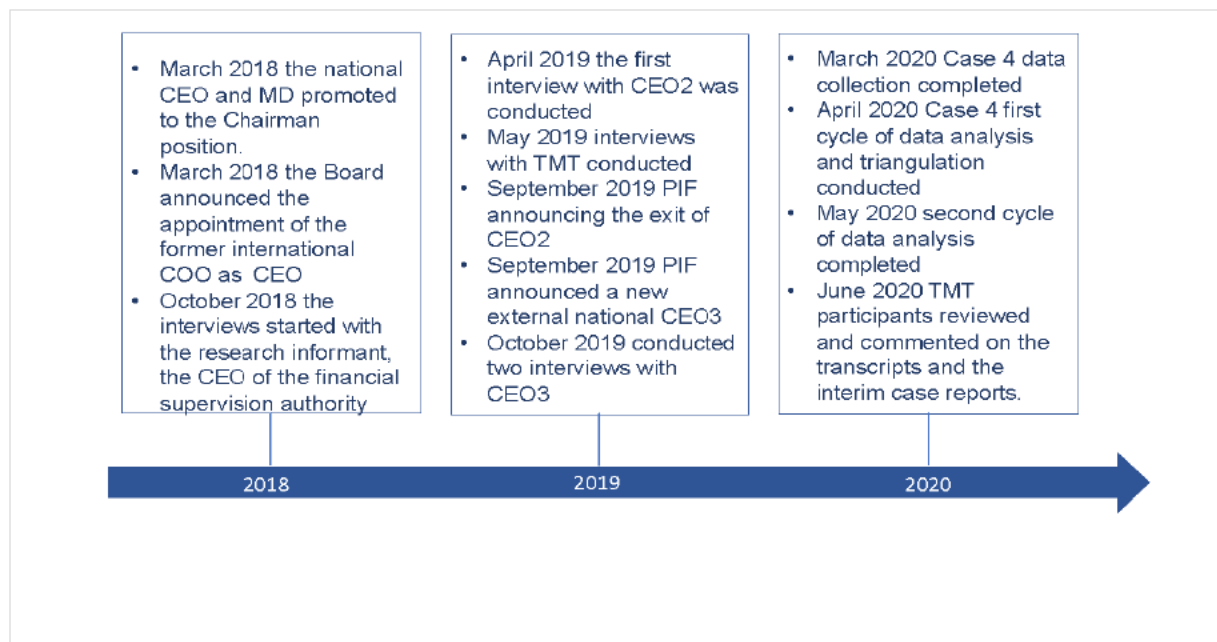 • March 2018 the national
CEO and MD promoted
to the Chairman
position.
• March 2018 the Board
announced the
appointment of the
former international
COO as CEO
• October 2018 the
interviews started with
the research informant,
the CEO of the financial
supervision authority
• April 2019 the first
interview with CEO2 was
conducted
• May 2019 interviews
with TMT conducted
• September 2019 PIF
announcing the exit of
CEO2
• September 2019 PIF
announced a new
external national CEO3
• October 2019 conducted
two interviews with
CEO3
• March 2020 Case 4 data
collection completed
• April 2020 Case 4 first
cycle of data analysis
and triangulation
conducted
• May 2020 second cycle
of data analysis
completed
• June 2020 TMT
participants reviewed
and commented on the
transcripts and the
interim case reports.
2018
2019
2020